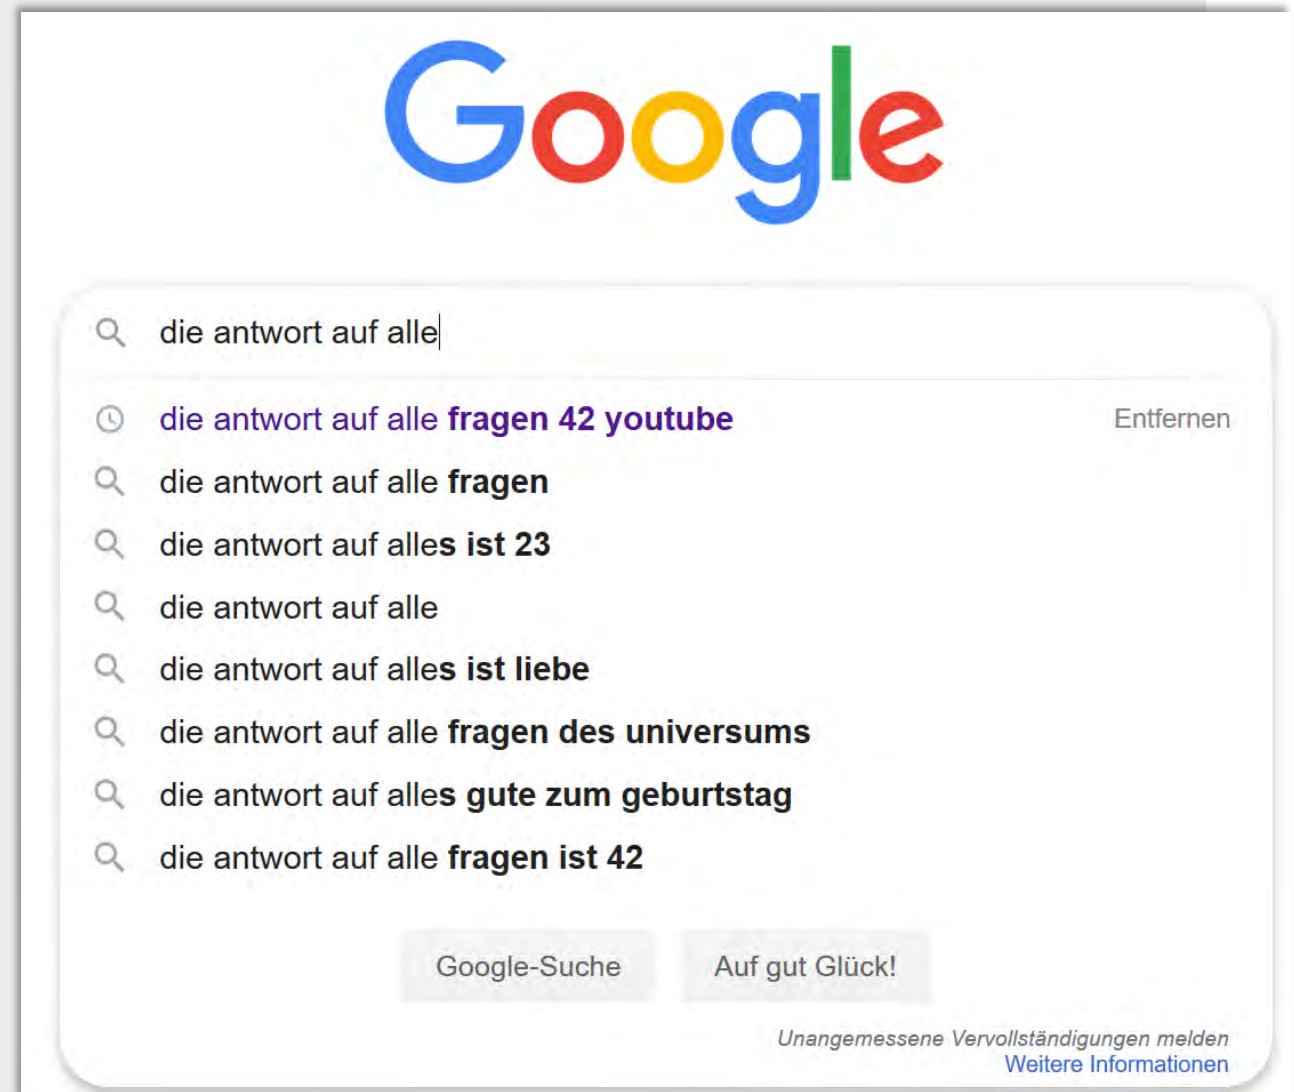 Google
die antwort auf alle
die antwort auf alle fragen 42 youtube Entfernen
die antwort auf alle fragen
die antwort auf alles ist 23
die antwort auf alle
die antwort auf alles ist liebe
die antwort auf alle fragen des universums
die antwort auf alles gute zum geburtstag
die antwort auf alle fragen ist 42
Google-Suche Auf gut Glück!
Unangemessene Vervollständigungen melden
Weitere Informationen